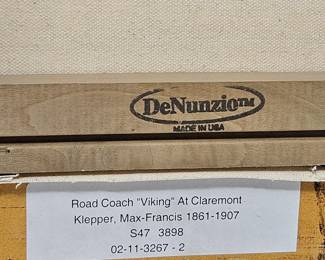 DeNunzio™
MADE IN USA
Road Coach "Viking" At Claremont
Klepper, Max-Francis 1861-1907
S47 3898
02-11-3267 - 2